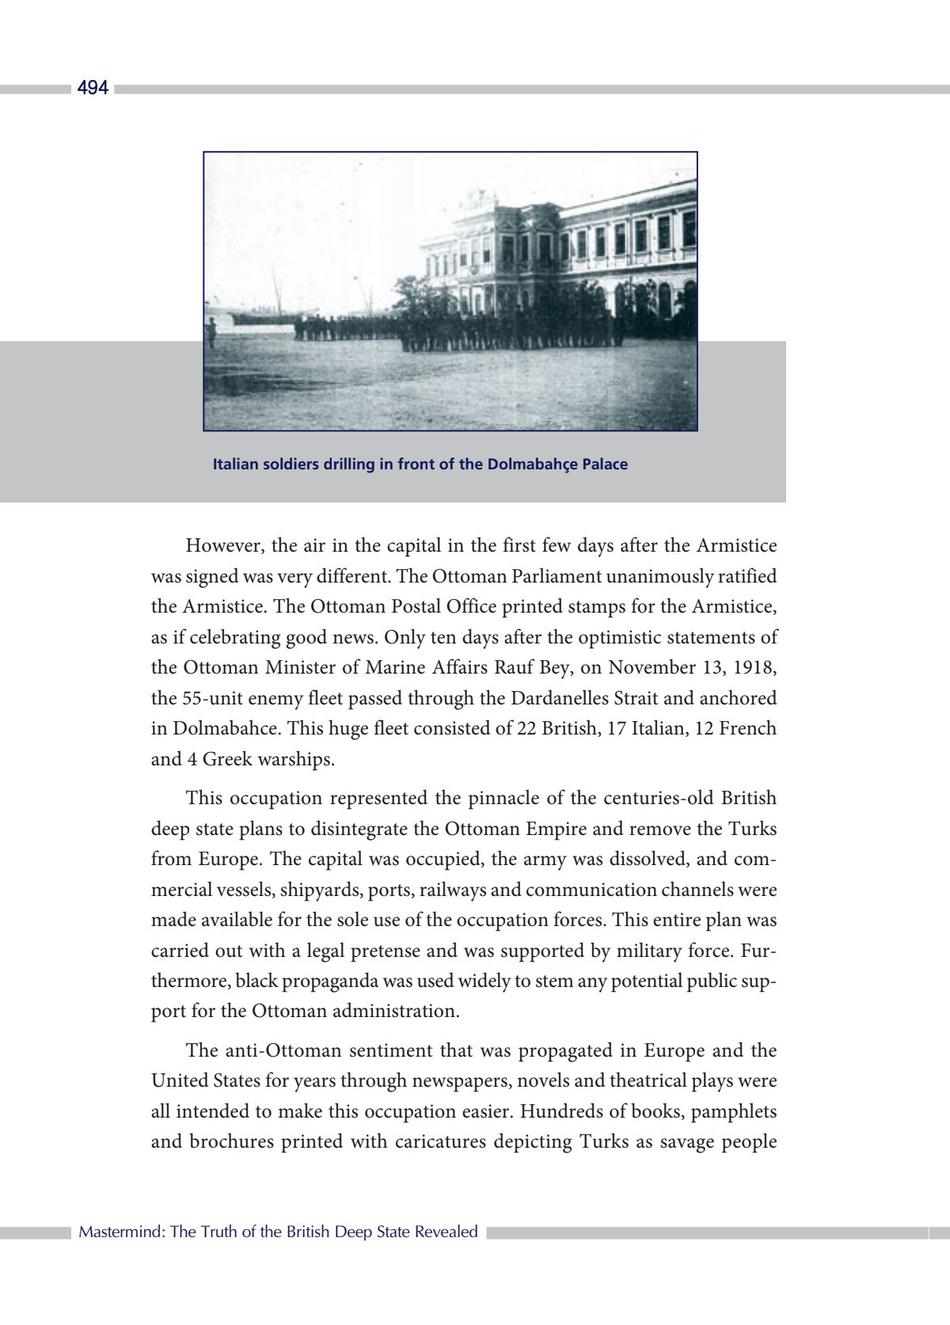 494
Italian soldiers drilling in front of the Dolmabahçe Palace
However, the air in the capital in the first few days after the Armistice
was signed was very different. The Ottoman Parliament unanimously ratified
the Armistice. The Ottoman Postal Office printed stamps for the Armistice,
as if celebrating good news. Only ten days after the optimistic statements of
the Ottoman Minister of Marine Affairs Rauf Bey, on November 13, 1918,
the 55-unit enemy fleet passed through the Dardanelles Strait and anchored
in Dolmabahce. This huge fleet consisted of 22 British, 17 Italian, 12 French
and 4 Greek warships.
This occupation represented the pinnacle of the centuries-old British
deep state plans to disintegrate the Ottoman Empire and remove the Turks
from Europe. The capital was occupied, the army was dissolved, and com-
mercial vessels, shipyards, ports, railways and communication channels were
made available for the sole use of the occupation forces. This entire plan was
carried out with a legal pretense and was supported by military force. Fur-
thermore, black propaganda was used widely to stem any potential public sup-
port for the Ottoman administration.
The anti-Ottoman sentiment that was propagated in Europe and the
United States for years through newspapers, novels and theatrical plays were
all intended to make this occupation easier. Hundreds of books, pamphlets
and brochures printed with caricatures depicting Turks as savage people
Mastermind: The Truth of the British Deep State Revealed